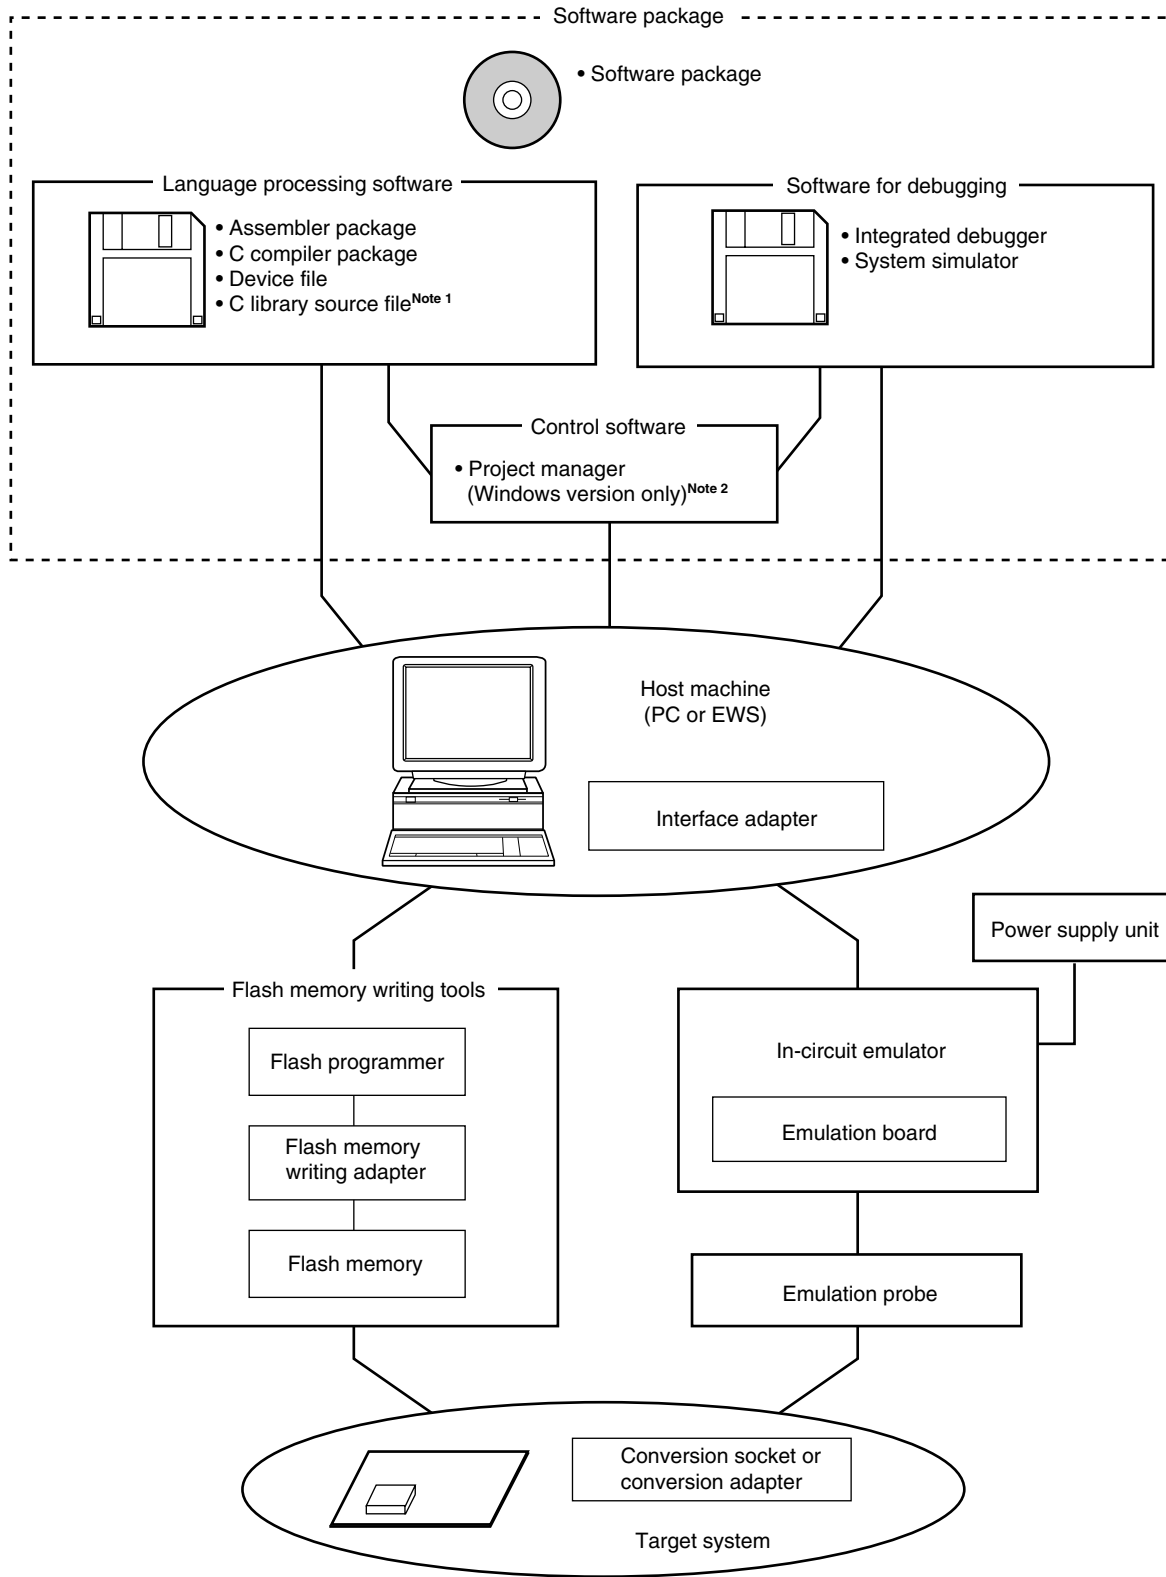 Software package
• Software package
Language processing software
• Assembler package
• C compiler package
• Device file
• C library source fileNote 1
Software for debugging
• Integrated debugger
• System simulator
Control software
• Project manager
(Windows version only)Note 2
Host machine
(PC or EWS)
Interface adapter
Power supply unit
Flash memory writing tools
Flash programmer
Flash memory
writing adapter
Flash memory
In-circuit emulator
Emulation board
Emulation probe
Conversion socket or
conversion adapter
Target system